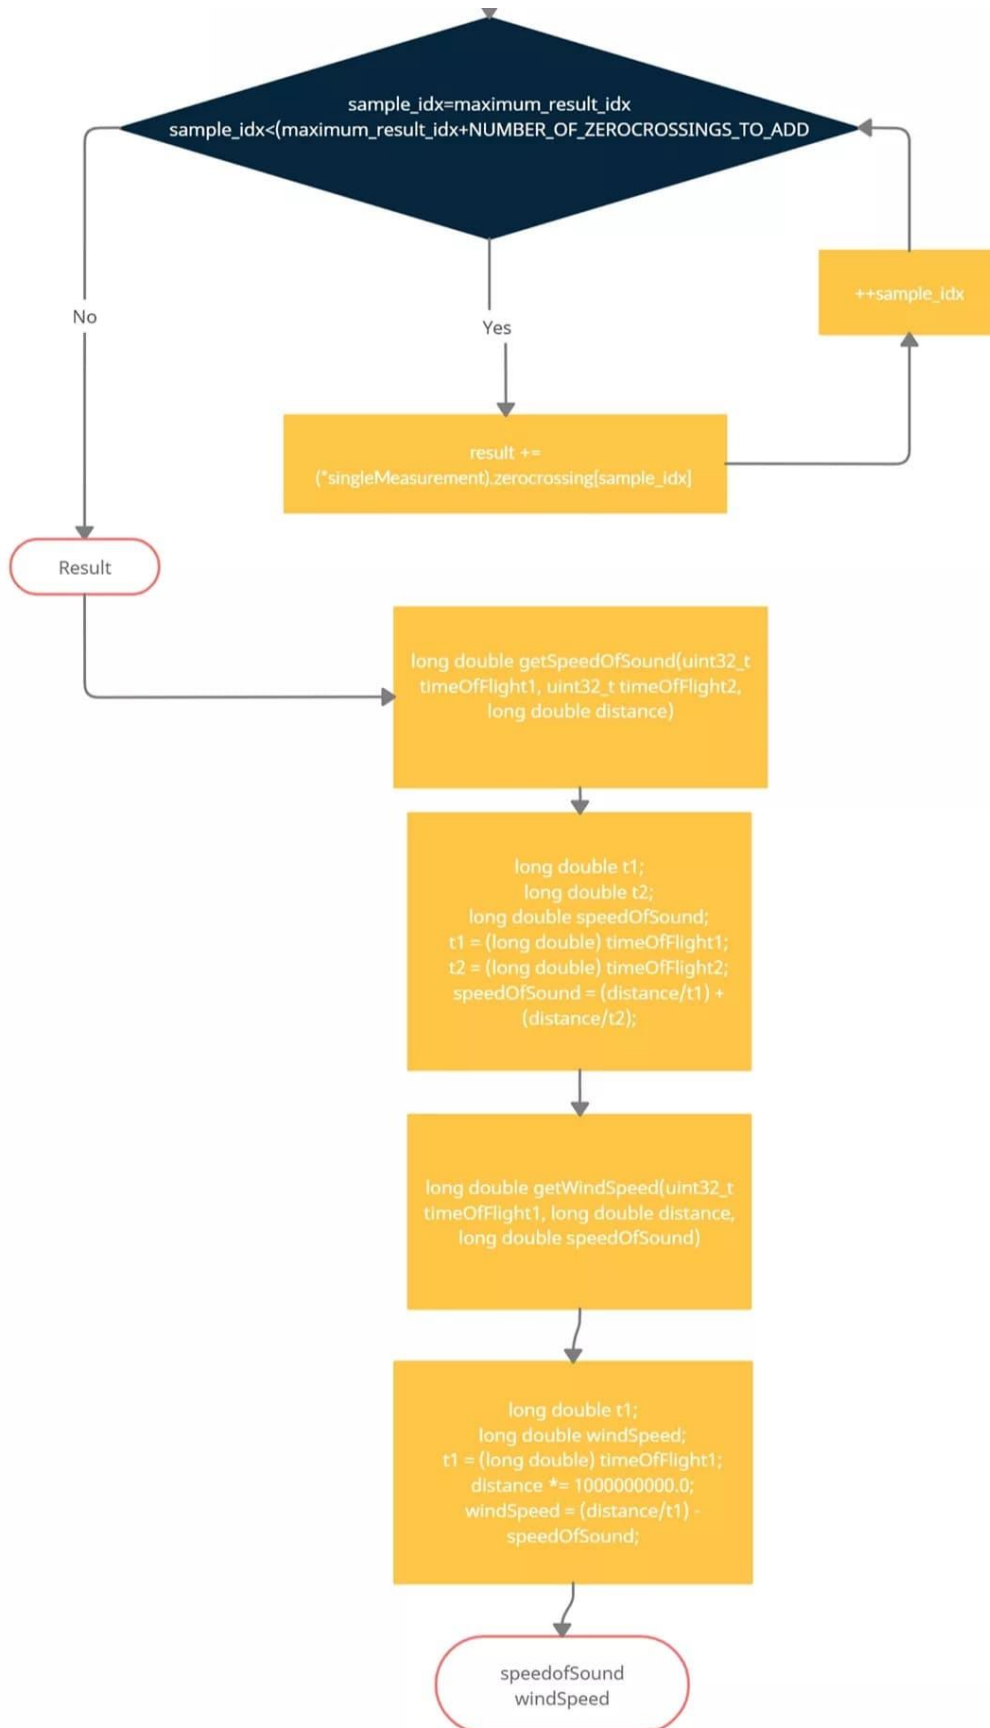 sample_idx=maximum_result_idx
sample_idx<(maximum_result_idx+NUMBER_OF_ZEROCROSSINGS_TO_ADD
++sample_idx
No
Yes
result +=
(*singleMeasurement).zerocrossing[sample_idx]
Result
long double getSpeedOfSound(uint32_t
timeOfFlight1, uint32_t timeOfFlight2,
long double distance)
long double t1;
long double t2;
long double speedOfSound;
t1 = (long double) timeOfFlight1;
t2 = (long double) timeOfFlight2;
speedOfSound = (distance/t1) +
(distance/t2);
long double getWindSpeed(uint32_t
timeOfFlight1, long double distance,
long double speedOfSound)
long double t1;
long double windSpeed;
t1 = (long double) timeOfFlight1;
distance *= 1000000000.0;
windSpeed = (distance/t1) -
speedOfSound;
speedofSound
windSpeed